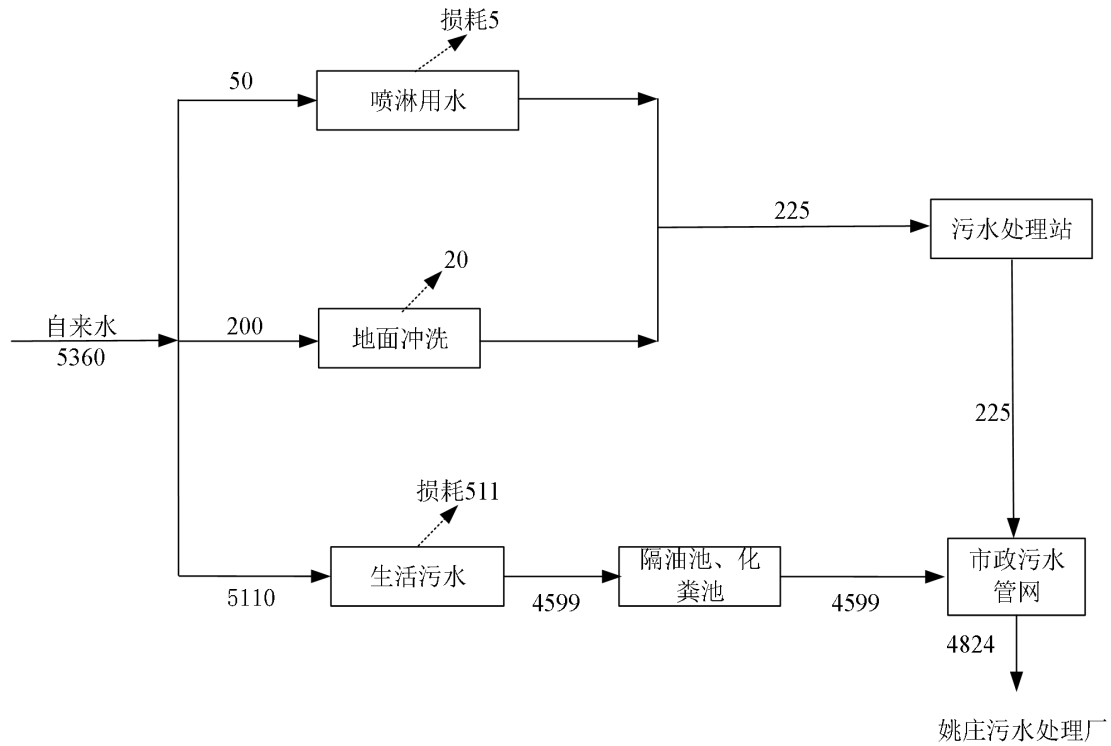 损耗5
50
喷淋用水
225
污水处理站
20
自来水
5360
200
地面冲洗
225
损耗511
5110
生活污水
4599
隔油池、化
粪池
4599
市政污水
管网
4824
姚庄污水处理厂